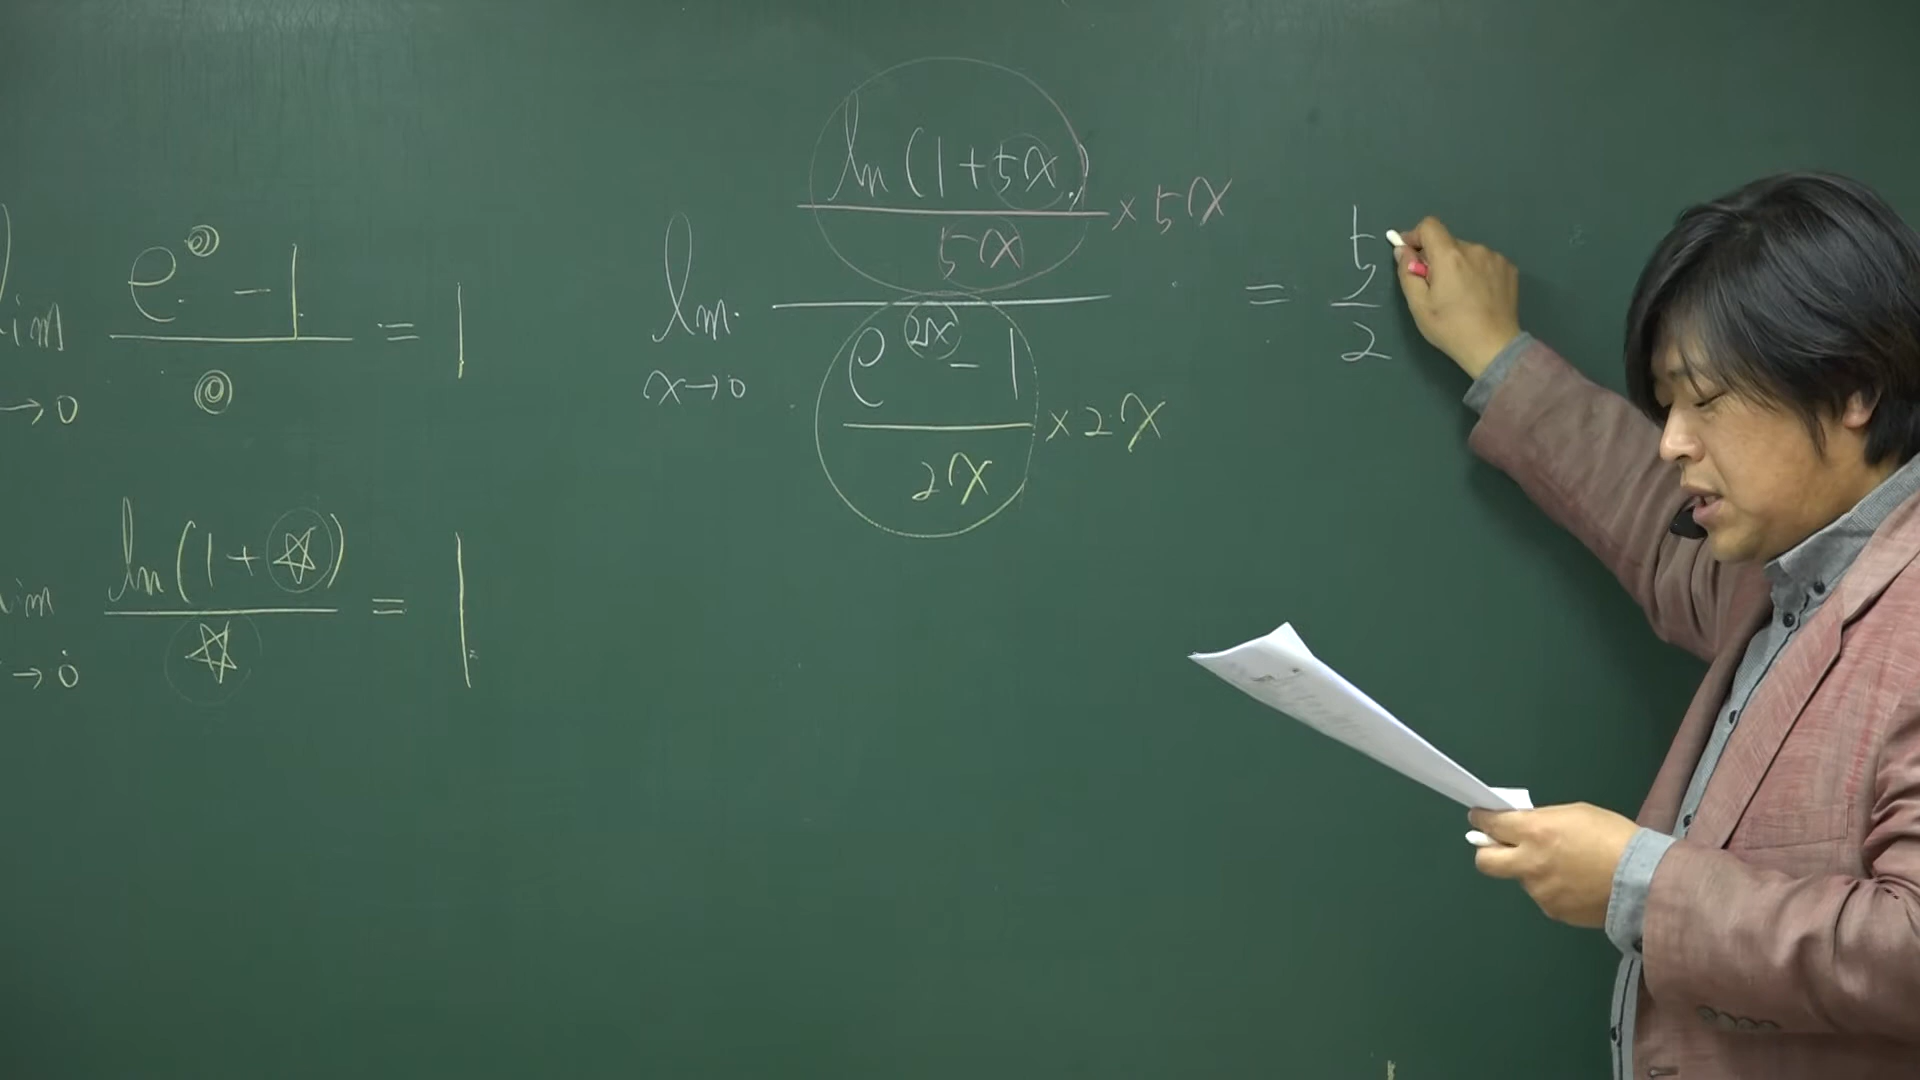 lim e^◎ - 1 / ◎ = 1
→0
lim ln(1+☆) / ☆ = 1
→0
lim ln(1+5x) / 5x × 5x / e^2x - 1 / 2x × 2x = 5/2
x→0